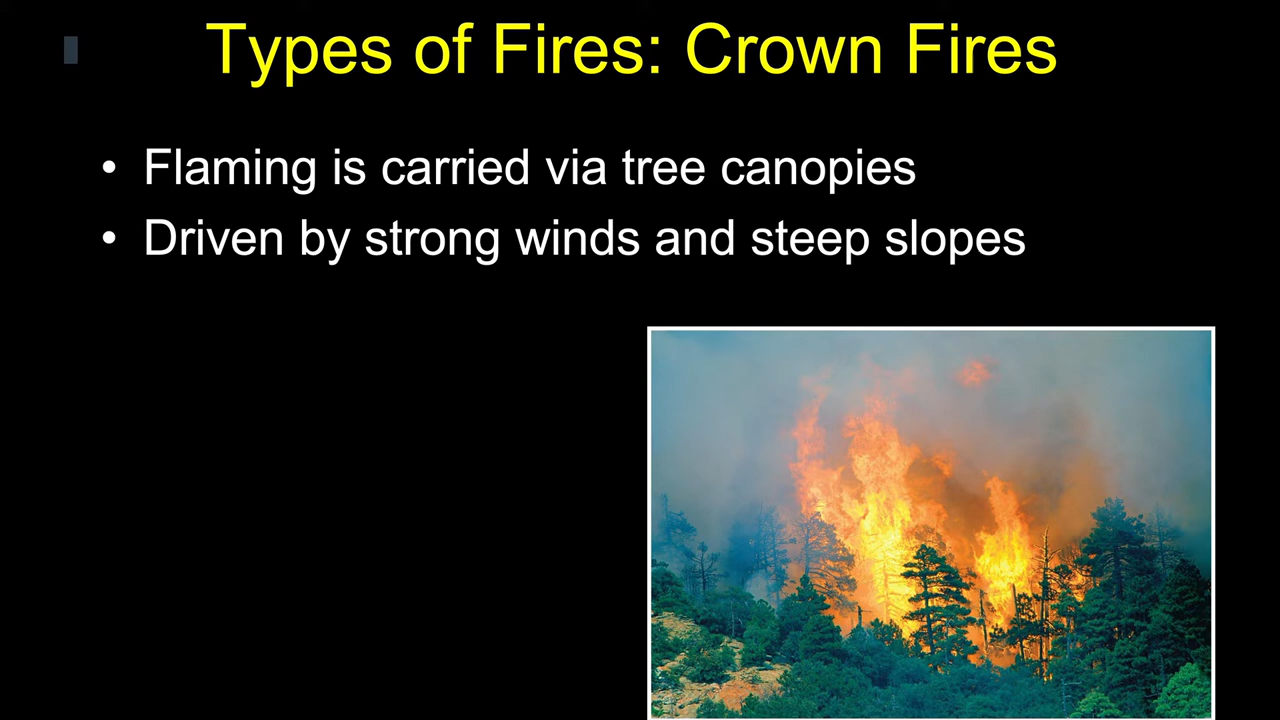 Types of Fires: Crown Fires
• Flaming is carried via tree canopies
• Driven by strong winds and steep slopes